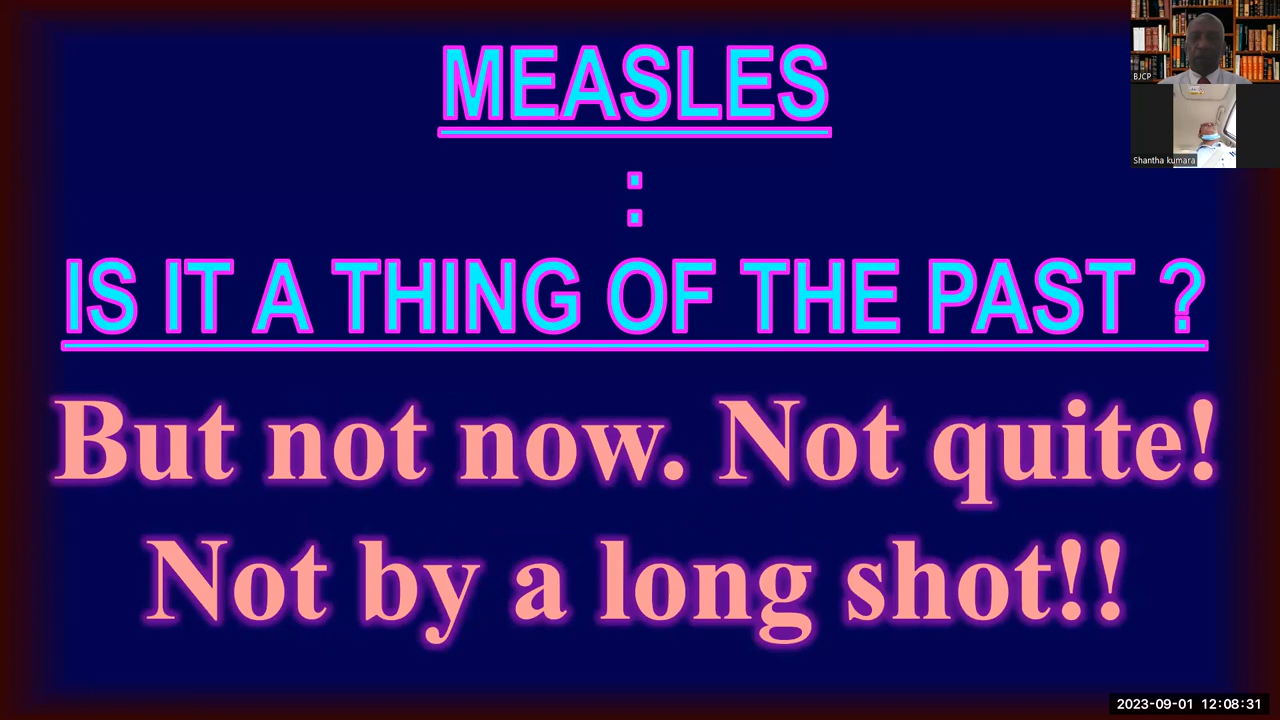 MEASLES
:
IS IT A THING OF THE PAST ?
But not now. Not quite!
Not by a long shot!!
BJCP
Shantha kumara
2023-09-01 12:08:31